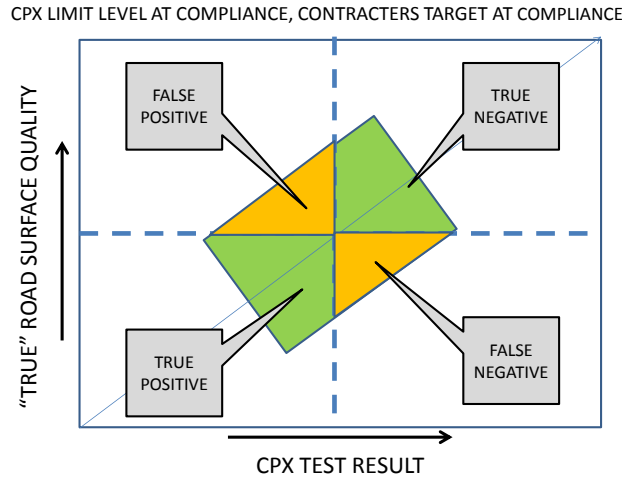 CPX LIMIT LEVEL AT COMPLIANCE, CONTRACTERS TARGET AT COMPLIANCE
FALSE
POSITIVE
TRUE
NEGATIVE
“TRUE” ROAD SURFACE QUALITY
TRUE
POSITIVE
FALSE
NEGATIVE
CPX TEST RESULT